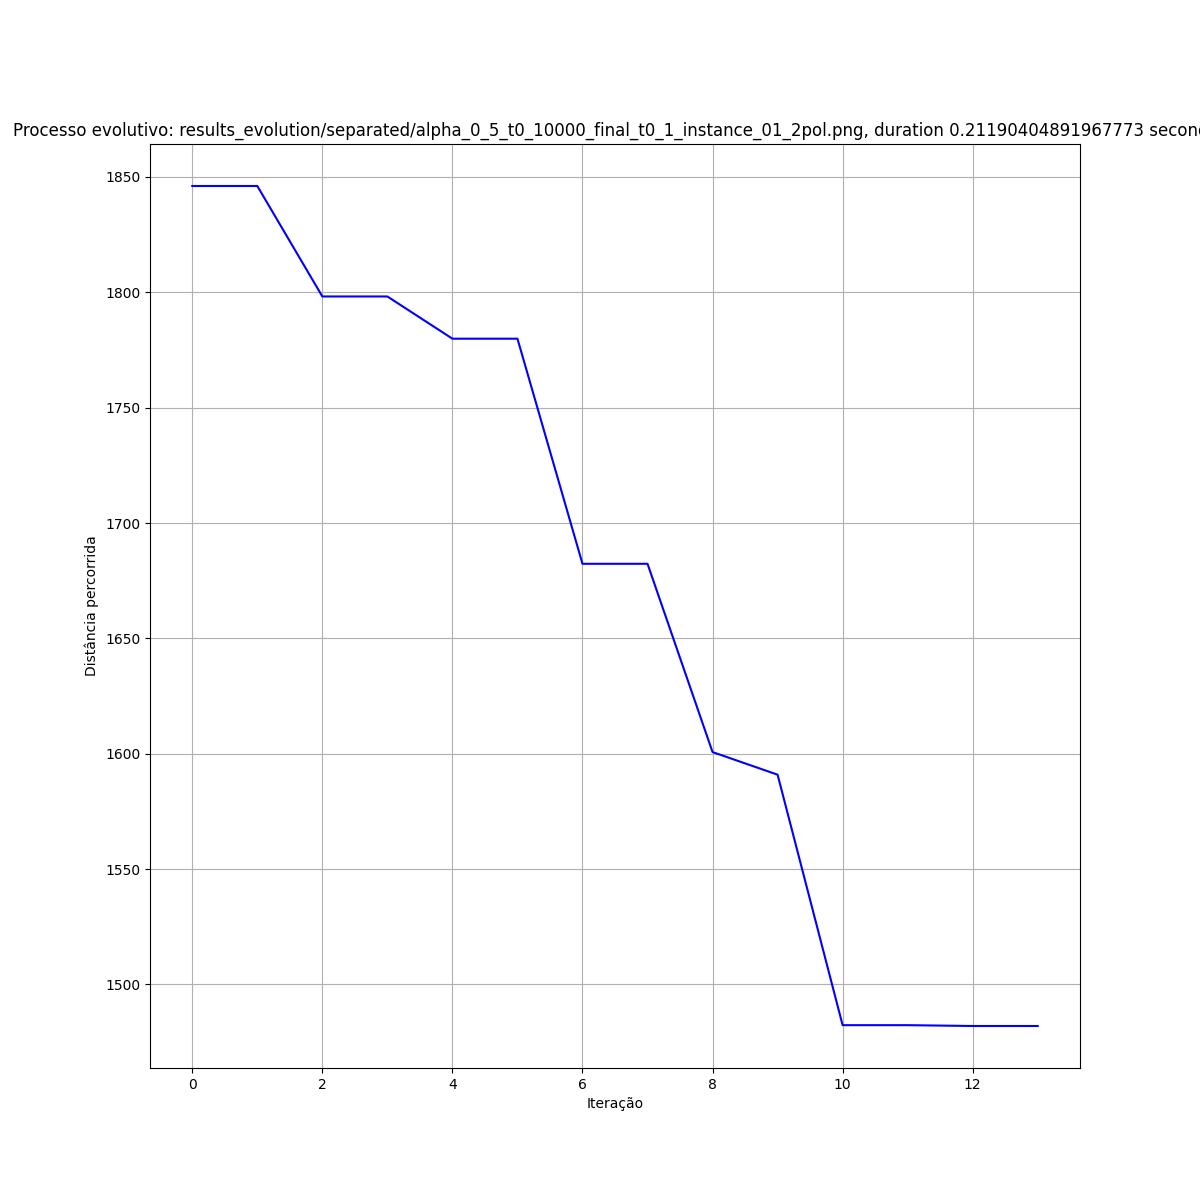 Processo evolutivo: results_evolution/separated/alpha_0_5_t0_10000_final_t0_1_instance_01_2pol.png, duration 0.21190404891967773
1850
1800
1750
1700
1650
1600
1550
1500
Distância percorrida
0 2 4 6 8 10 12
Iteração